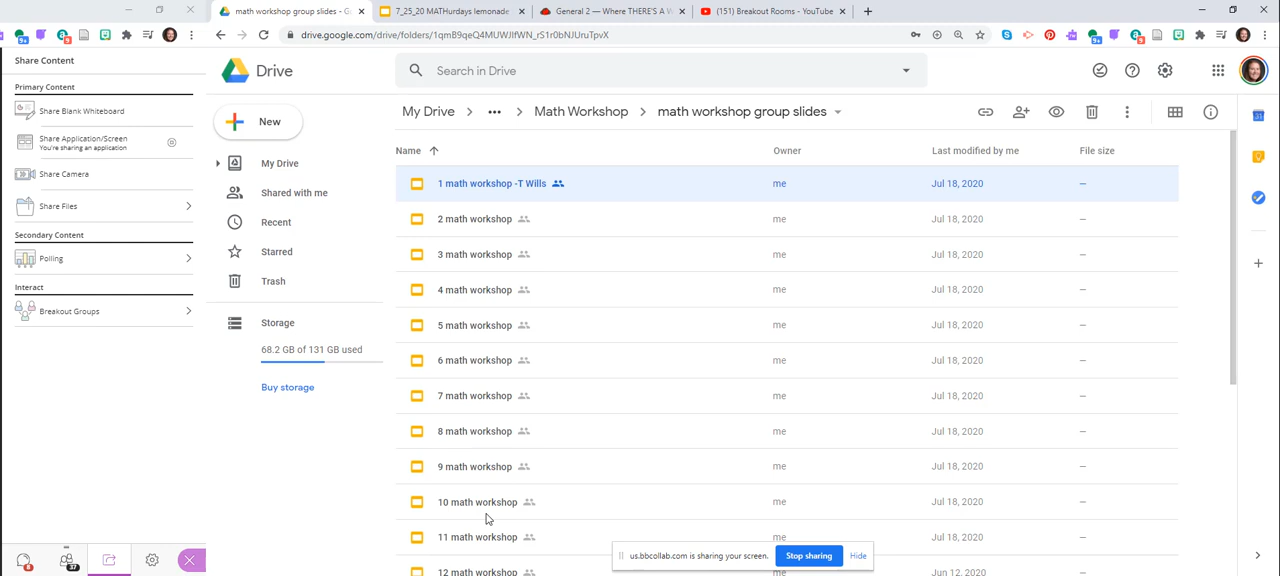 math workshop group slides - G
7_25_20 MATHurdays lemonade
General 2 — Where THERE'S A W
(151) Breakout Rooms - YouTube
9+
9
drive.google.com/drive/folders/1qmB9qeQ4MUWJIfWN_rS1r0bNJUruTpvX
9+
9
Share Content
Primary Content
Share Blank Whiteboard
Share Application/Screen
You're sharing an application
Share Camera
Share Files
Secondary Content
Polling
Interact
Breakout Groups
37
Drive
Search in Drive
New
My Drive
Shared with me
Recent
Starred
Trash
Storage
68.2 GB of 131 GB used
Buy storage
My Drive > ••• > Math Workshop > math workshop group slides
Name Owner Last modified by me File size
1 math workshop -T Wills me Jul 18, 2020 —
2 math workshop me Jul 18, 2020 —
3 math workshop me Jul 18, 2020 —
4 math workshop me Jul 18, 2020 —
5 math workshop me Jul 18, 2020 —
6 math workshop me Jul 18, 2020 —
7 math workshop me Jul 18, 2020 —
8 math workshop me Jul 18, 2020 —
9 math workshop me Jul 18, 2020 —
10 math workshop me Jul 18, 2020 —
11 math workshop me Jul 18, 2020 —
12 math workshop me Jun 12, 2020 —
us.bbcollab.com is sharing your screen.
Stop sharing
Hide